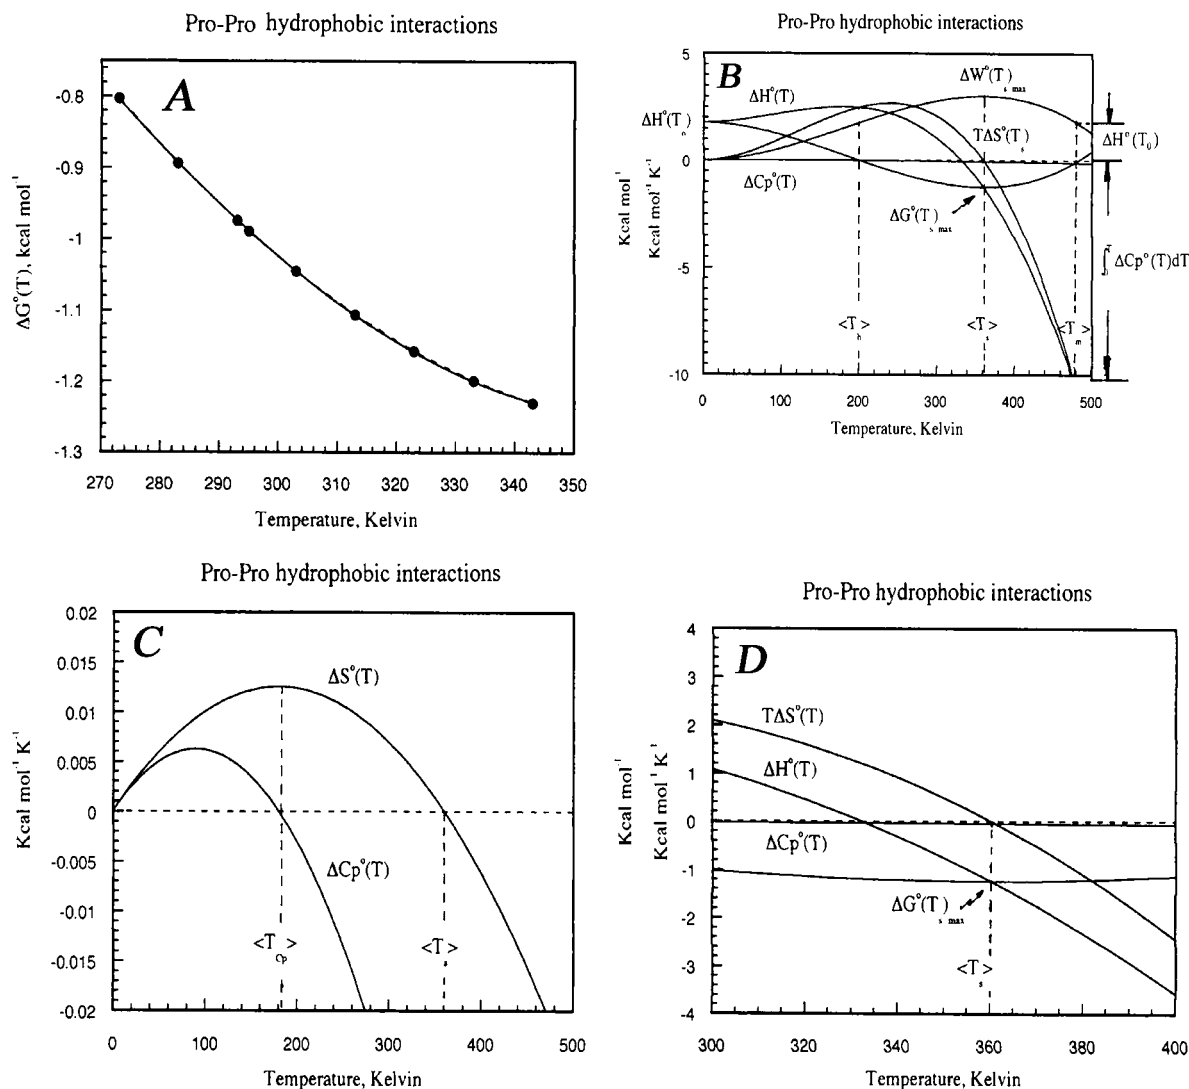 Pro-Pro hydrophobic interactions
A
ΔG°(T), kcal mol⁻¹
-0.8
-0.9
-1
-1.1
-1.2
-1.3
270 280 290 300 310 320 330 340 350
Temperature, Kelvin
Pro-Pro hydrophobic interactions
B
Kcal mol⁻¹
Kcal mol⁻¹ K⁻¹
5
0
-5
-10
ΔH°(T)₀
ΔH°(T)
ΔW°(T)s max
TΔS°(T)s
ΔCp°(T)
ΔG°(T)s max
ΔH°(T₀)
∫₀ᵀ ΔCp°(T)dT
<T>h
<T>s
<T>m
0 100 200 300 400 500
Temperature, Kelvin
Pro-Pro hydrophobic interactions
C
Kcal mol⁻¹ K⁻¹
0.02
0.015
0.01
0.005
0
-0.005
-0.01
-0.015
-0.02
ΔS°(T)
ΔCp°(T)
<T>Cp
<T>s
0 100 200 300 400 500
Temperature, Kelvin
Pro-Pro hydrophobic interactions
D
Kcal mol⁻¹
Kcal mol⁻¹ K⁻¹
4
3
2
1
0
-1
-2
-3
-4
TΔS°(T)
ΔH°(T)
ΔCp°(T)
ΔG°(T)s max
<T>s
300 320 340 360 380 400
Temperature, Kelvin